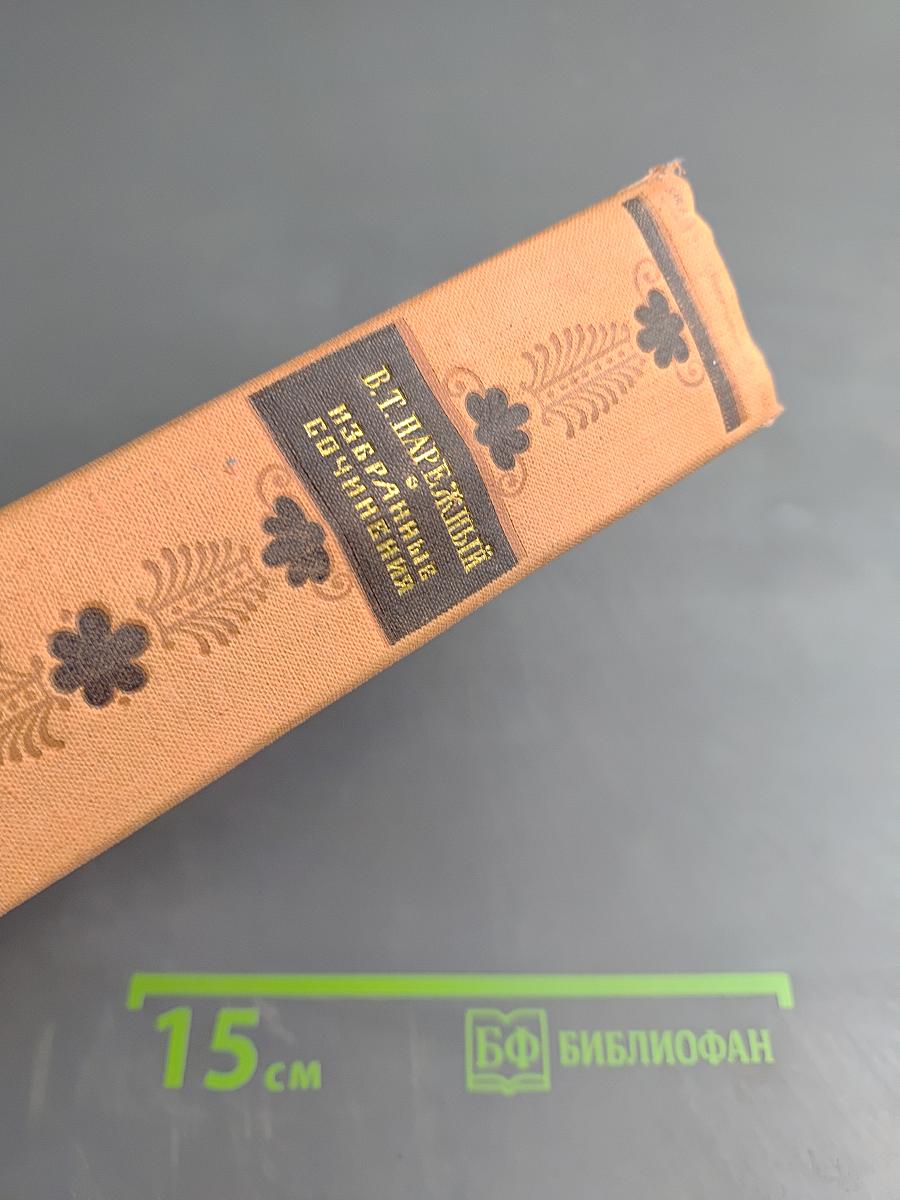 В.Т.НАРЕЖНЫЙ
ИЗБРАННЫЕ
СОЧИНЕНИЯ
15 см
БФ БИБЛИОФАН